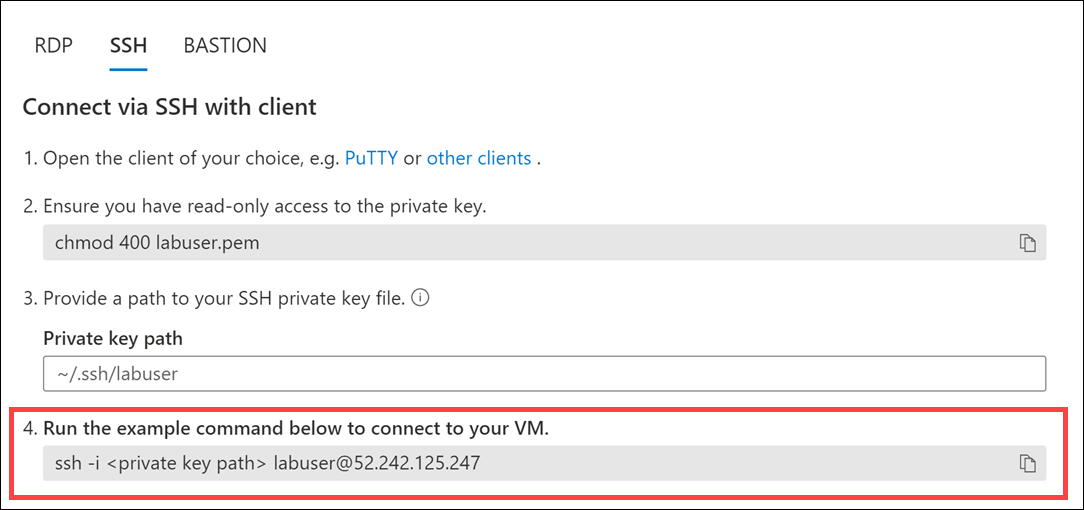 RDP SSH BASTION
Connect via SSH with client
1. Open the client of your choice, e.g. PuTTY or other clients .
2. Ensure you have read-only access to the private key.
chmod 400 labuser.pem
3. Provide a path to your SSH private key file.
Private key path
~/.ssh/labuser
4. Run the example command below to connect to your VM.
ssh -i <private key path> labuser@52.242.125.247